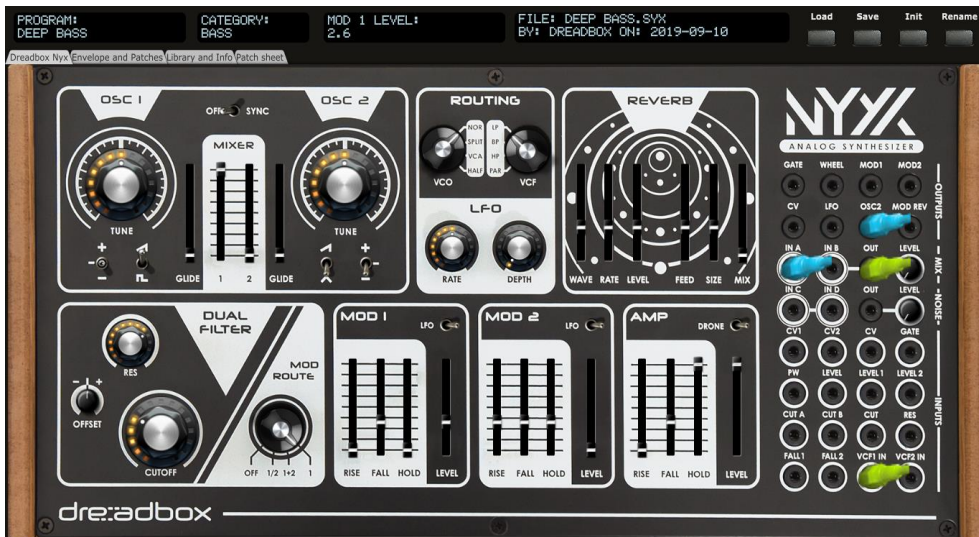 PROGRAM:
DEEP BASS
CATEGORY:
BASS
MOD 1 LEVEL:
2.6
FILE: DEEP BASS.SYX
BY: DREADBOX ON: 2019-09-10
Load Save Init Rename
Dreadbox Nyx Envelope and Patches Library and Info Patch sheet
OSC 1
OFF SYNC
OSC 2
MIXER
TUNE
GLIDE 1 2 GLIDE
TUNE
ROUTING
NOR LP
SPLIT BP
VCA HP
HALF PAR
VCO VCF
LFO
RATE DEPTH
REVERB
WAVE RATE LEVEL FEED SIZE MIX
NYX
ANALOG SYNTHESIZER
GATE WHEEL MOD1 MOD2
CV LFO OSC2 MOD REV
OUTPUTS
IN A IN B OUT LEVEL
MIX
IN C IN D OUT LEVEL
NOISE
CV1 CV2 CV GATE
PW LEVEL LEVEL 1 LEVEL 2
CUT A CUT B CUT RES
FALL1 FALL 2 VCF1 IN VCF2 IN
INPUTS
DUAL
FILTER
RES
OFFSET
CUTOFF
MOD
ROUTE
OFF 1/2 1+2 1
MOD 1
LFO
RISE FALL HOLD LEVEL
MOD 2
LFO
RISE FALL HOLD LEVEL
AMP
DRONE
RISE FALL HOLD LEVEL
dre:adbox